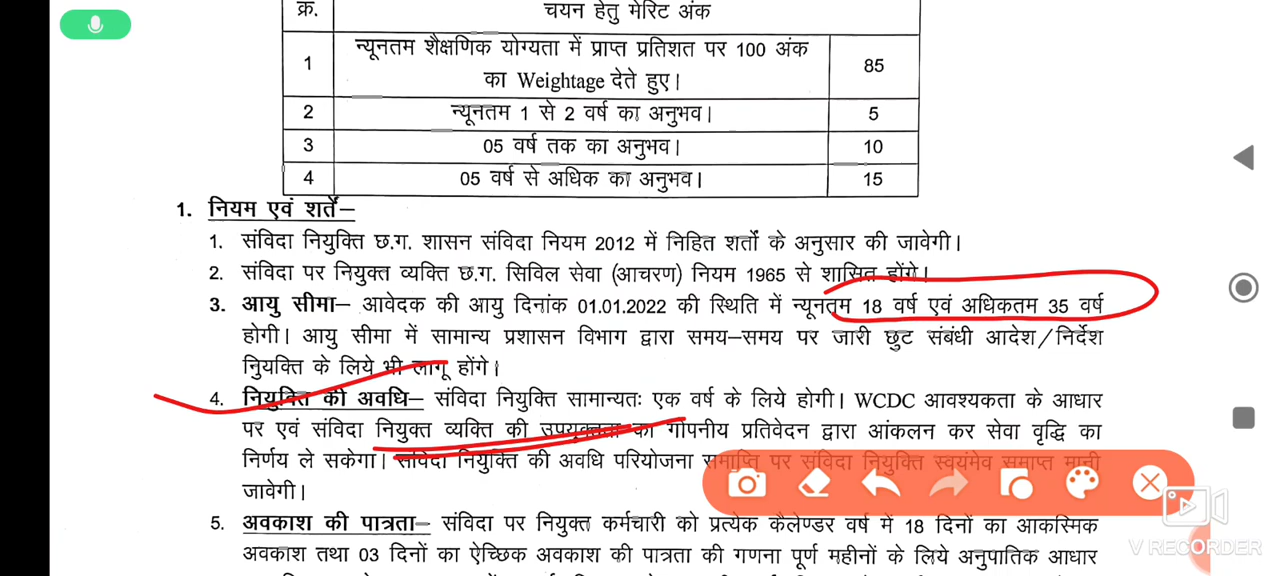 क्र. चयन हेतु मेरिट अंक
1 न्यूनतम शैक्षणिक योग्यता में प्राप्त प्रतिशत पर 100 अंक का Weightage देते हुए। 85
2 न्यूनतम 1 से 2 वर्ष का अनुभव। 5
3 05 वर्ष तक का अनुभव। 10
4 05 वर्ष से अधिक का अनुभव। 15
1. नियम एवं शर्तें–
1. संविदा नियुक्ति छ.ग. शासन संविदा नियम 2012 में निहित शर्तों के अनुसार की जावेगी।
2. संविदा पर नियुक्त व्यक्ति छ.ग. सिविल सेवा (आचरण) नियम 1965 से शासित होंगे।
3. आयु सीमा– आवेदक की आयु दिनांक 01.01.2022 की स्थिति में न्यूनतम 18 वर्ष एवं अधिकतम 35 वर्ष
होगी। आयु सीमा में सामान्य प्रशासन विभाग द्वारा समय–समय पर जारी छुट संबंधी आदेश/निर्देश
नियुक्ति के लिये भी लागू होंगे।
4. नियुक्ति की अवधि– संविदा नियुक्ति सामान्यतः एक वर्ष के लिये होगी। WCDC आवश्यकता के आधार
पर एवं संविदा नियुक्त व्यक्ति की उपयुक्तता का गोपनीय प्रतिवेदन द्वारा आंकलन कर सेवा वृद्धि का
निर्णय ले सकेगा। संविदा नियुक्ति की अवधि परियोजना समाप्ति पर संविदा नियुक्ति स्वयंमेव समाप्त मानी
जावेगी।
5. अवकाश की पात्रता– संविदा पर नियुक्त कर्मचारी को प्रत्येक कैलेण्डर वर्ष में 18 दिनों का आकस्मिक
अवकाश तथा 03 दिनों का ऐच्छिक अवकाश की पात्रता की गणना पूर्ण महीनों के लिये अनुपातिक आधार
V RECORDER